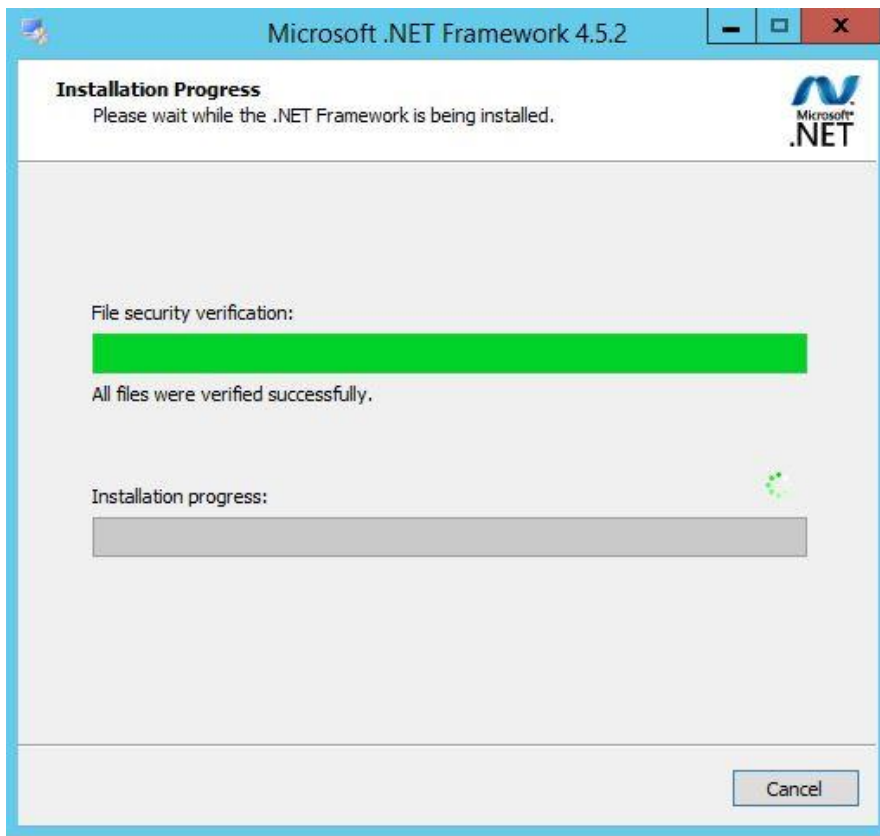 Microsoft .NET Framework 4.5.2
Installation Progress
Please wait while the .NET Framework is being installed.
Microsoft
.NET
File security verification:
All files were verified successfully.
Installation progress:
Cancel